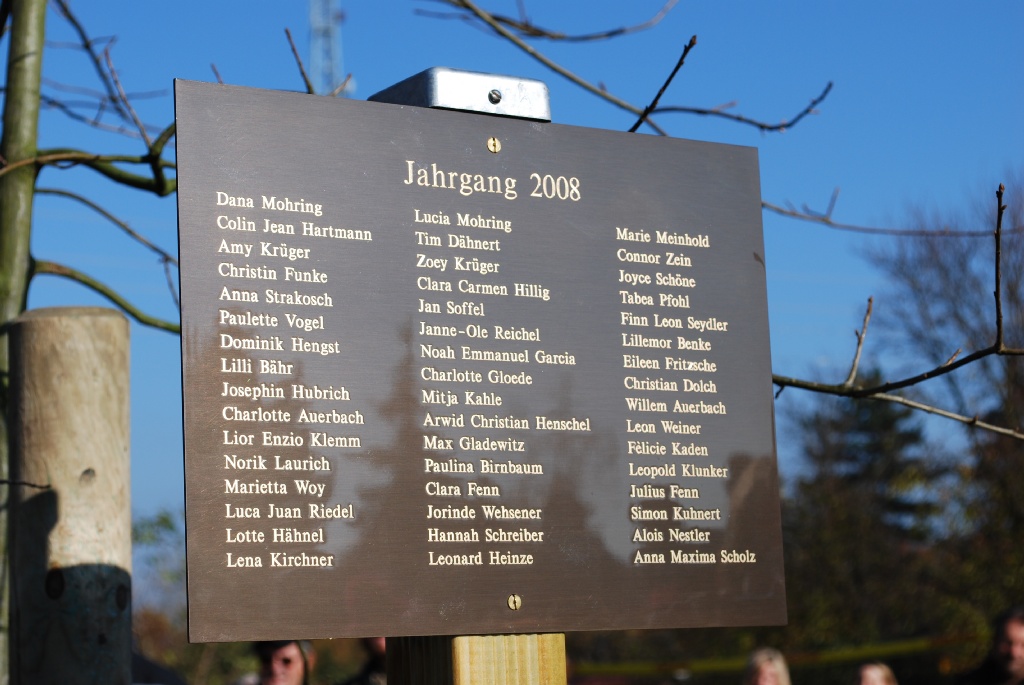 Jahrgang 2008
Dana Mohring
Colin Jean Hartmann
Amy Krüger
Christin Funke
Anna Strakosch
Paulette Vogel
Dominik Hengst
Lilli Bähr
Josephin Hubrich
Charlotte Auerbach
Lior Enzio Klemm
Norik Laurich
Marietta Woy
Luca Juan Riedel
Lotte Hähnel
Lena Kirchner
Lucia Mohring
Tim Dähnert
Zoey Krüger
Clara Carmen Hillig
Jan Soffel
Janne-Ole Reichel
Noah Emmanuel Garcia
Charlotte Gloede
Mitja Kahle
Arwid Christian Henschel
Max Gladewitz
Paulina Birnbaum
Clara Fenn
Jorinde Wehsener
Hannah Schreiber
Leonard Heinze
Marie Meinhold
Connor Zein
Joyce Schöne
Tabea Pfohl
Finn Leon Seydler
Lillemor Benke
Eileen Fritzsche
Christian Dolch
Willem Auerbach
Leon Weiner
Fèlicie Kaden
Leopold Klunker
Julius Fenn
Simon Kuhnert
Alois Nestler
Anna Maxima Scholz